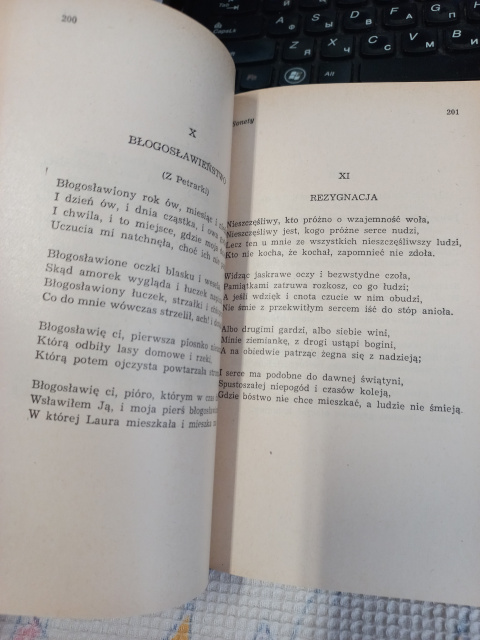 200
X
BŁOGOSŁAWIEŃSTWO
(Z Petrarki)
Błogosławiony rok ów, miesiąc i
I dzień ów, i dnia cząstka, i owa
I chwila, i to miejsce, gdzie moja
Uczucia mi natchnęła, choć ich nie
Błogosławione oczki blasku i wesela
Skąd amorek wygląda i łuczek
Błogosławiony łuczek, strzałki i
Co do mnie wówczas strzelił, ach! i
Błogosławię ci, pierwsza piosnko
Którą odbiły lasy domowe i rzeki,
Którą potem ojczysta powtarzała
Błogosławię ci, pióro, którym w
Wsławiłem Ją, i moja pierś
W której Laura mieszkała i mieszka
Sonety
201
XI
REZYGNACJA
Nieszczęśliwy, kto próżno o wzajemność woła,
Nieszczęśliwy jest, kogo próżne serce nudzi,
Lecz ten u mnie ze wszystkich nieszczęśliwszy ludzi,
Kto nie kocha, że kochał, zapomnieć nie zdoła.
Widząc jaskrawe oczy i bezwstydne czoła,
Pamiątkami zatruwa rozkosz, co go łudzi;
A jeśli wdzięk i cnota czucie w nim obudzi,
Nie śmie z przekwitłym sercem iść do stóp anioła.
Albo drugimi gardzi, albo siebie wini,
Minie ziemiankę, z drogi ustąpi bogini,
A na obiedwie patrząc żegna się z nadzieją;
I serce ma podobne do dawnej świątyni,
Spustoszałej niepogód i czasów koleją,
Gdzie bóstwo nie chce mieszkać, a ludzie nie śmieją.